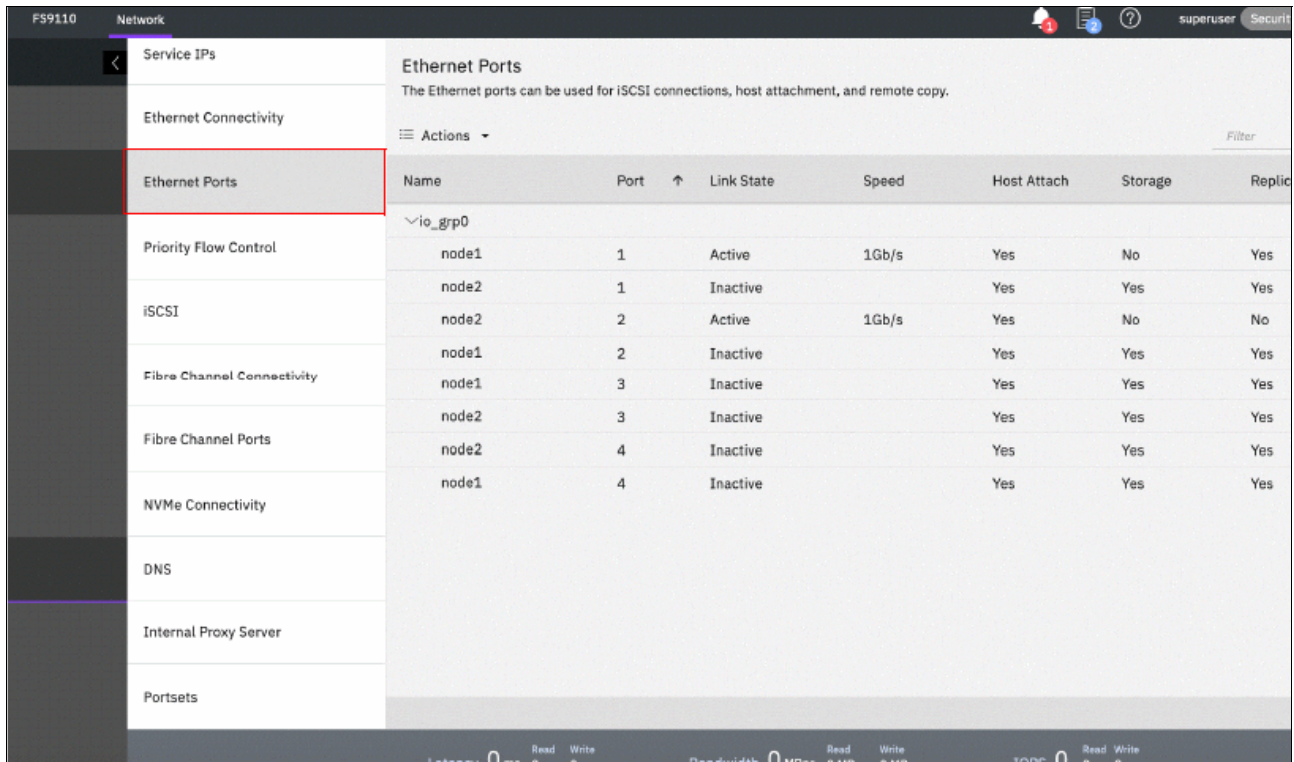 FS9110 Network 1 2 superuser
Service IPs
Ethernet Connectivity
Ethernet Ports
Priority Flow Control
iSCSI
Fibre Channel Connectivity
Fibre Channel Ports
NVMe Connectivity
DNS
Internal Proxy Server
Portsets
Ethernet Ports
The Ethernet ports can be used for iSCSI connections, host attachment, and remote copy.
Actions Filter
Name Port Link State Speed Host Attach Storage
io_grp0
node1 1 Active 1Gb/s Yes No Yes
node2 1 Inactive Yes Yes Yes
node2 2 Active 1Gb/s Yes No No
node1 2 Inactive Yes Yes Yes
node1 3 Inactive Yes Yes Yes
node2 3 Inactive Yes Yes Yes
node2 4 Inactive Yes Yes Yes
node1 4 Inactive Yes Yes Yes
Read Write Read Write Read Write